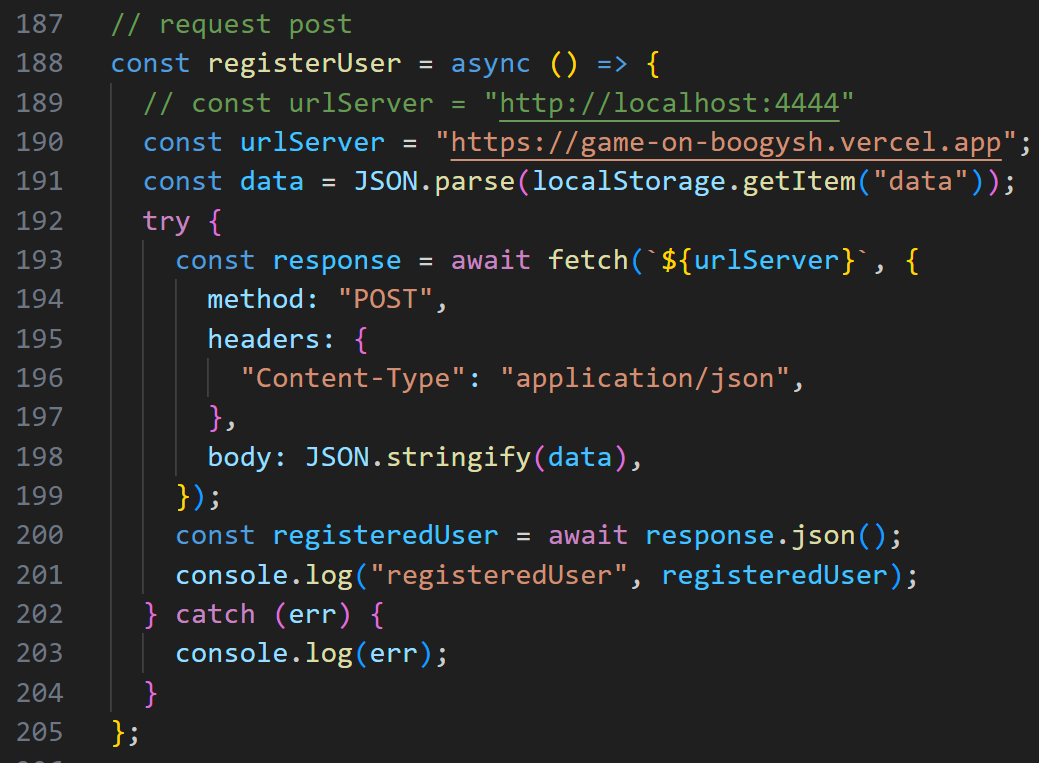 187 // request post
188 const registerUser = async () => {
189 // const urlServer = "http://localhost:4444"
190 const urlServer = "https://game-on-boogysh.vercel.app";
191 const data = JSON.parse(localStorage.getItem("data"));
192 try {
193 const response = await fetch(`${urlServer}`, {
194 method: "POST",
195 headers: {
196 "Content-Type": "application/json",
197 },
198 body: JSON.stringify(data),
199 });
200 const registeredUser = await response.json();
201 console.log("registeredUser", registeredUser);
202 } catch (err) {
203 console.log(err);
204 }
205 };